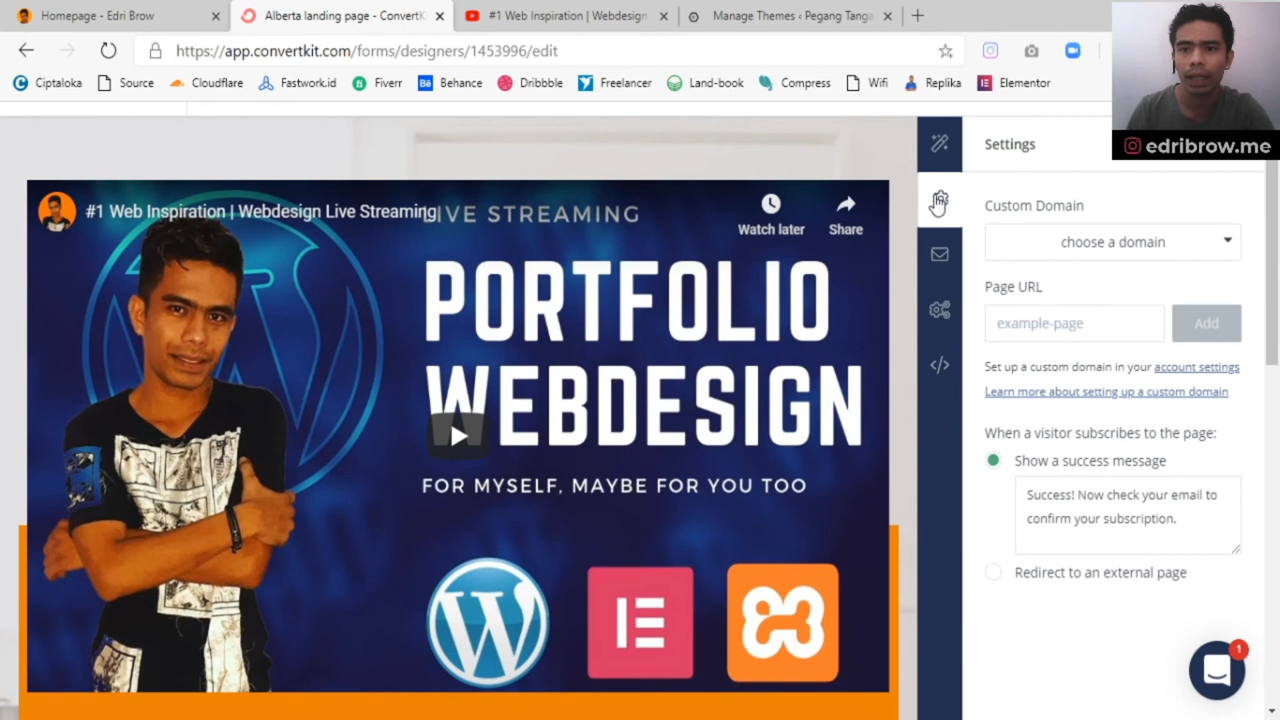 Homepage - Edri Brow
Alberta landing page - ConvertKi
#1 Web Inspiration | Webdesign
Manage Themes ‹ Pegang Tanga
https://app.convertkit.com/forms/designers/1453996/edit
Ciptaloka
Source
Cloudflare
Fastwork.id
Fiverr
Behance
Dribbble
Freelancer
Land-book
Compress
Wifi
Replika
Elementor
edribrow.me
#1 Web Inspiration | Webdesign Live Streaming
LIVE STREAMING
Watch later
Share
PORTFOLIO
WEBDESIGN
FOR MYSELF, MAYBE FOR YOU TOO
Settings
Custom Domain
choose a domain
Page URL
example-page
Add
Set up a custom domain in your account settings
Learn more about setting up a custom domain
When a visitor subscribes to the page:
Show a success message
Success! Now check your email to
confirm your subscription.
Redirect to an external page
1